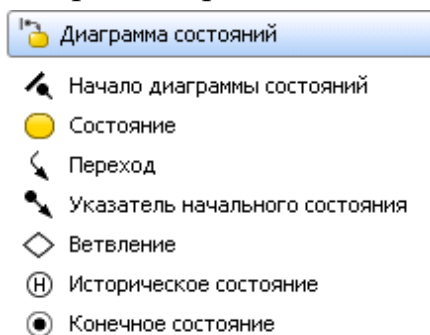 Диаграмма состояний
Начало диаграммы состояний
Состояние
Переход
Указатель начального состояния
Ветвление
H Историческое состояние
Конечное состояние